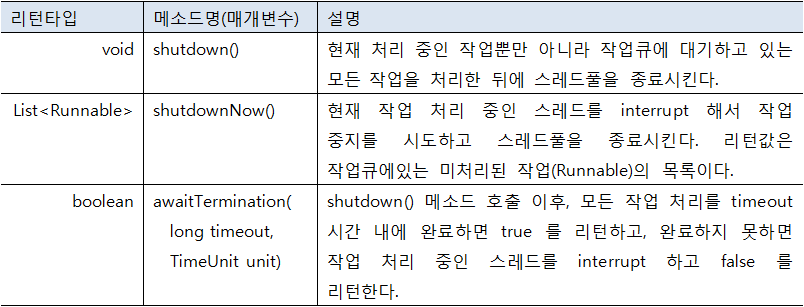 리턴타입 메소드명(매개변수) 설명
void shutdown() 현재 처리 중인 작업뿐만 아니라 작업큐에 대기하고 있는
모든 작업을 처리한 뒤에 스레드풀을 종료시킨다.
List<Runnable> shutdownNow() 현재 작업 처리 중인 스레드를 interrupt 해서 작업
중지를 시도하고 스레드풀을 종료시킨다. 리턴값은
작업큐에있는 미처리된 작업(Runnable)의 목록이다.
boolean awaitTermination( shutdown() 메소드 호출 이후, 모든 작업 처리를 timeout
long timeout, 시간 내에 완료하면 true 를 리턴하고, 완료하지 못하면
TimeUnit unit) 작업 처리 중인 스레드를 interrupt 하고 false 를
리턴한다.